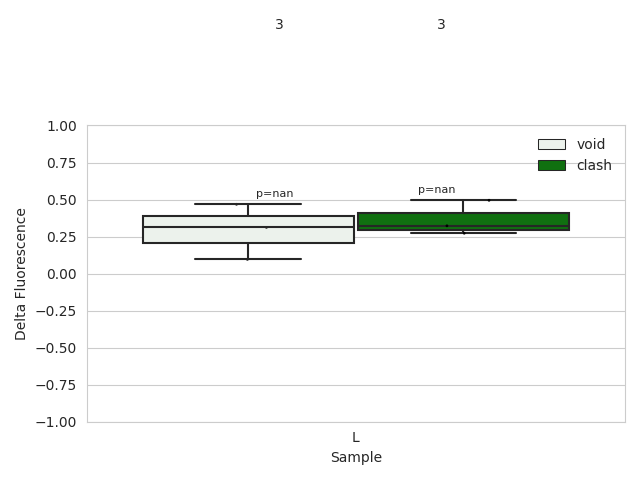 3 3
1.00
0.75
0.50
0.25
0.00
−0.25
−0.50
−0.75
−1.00
Delta Fluorescence
p=nan p=nan
void
clash
L
Sample